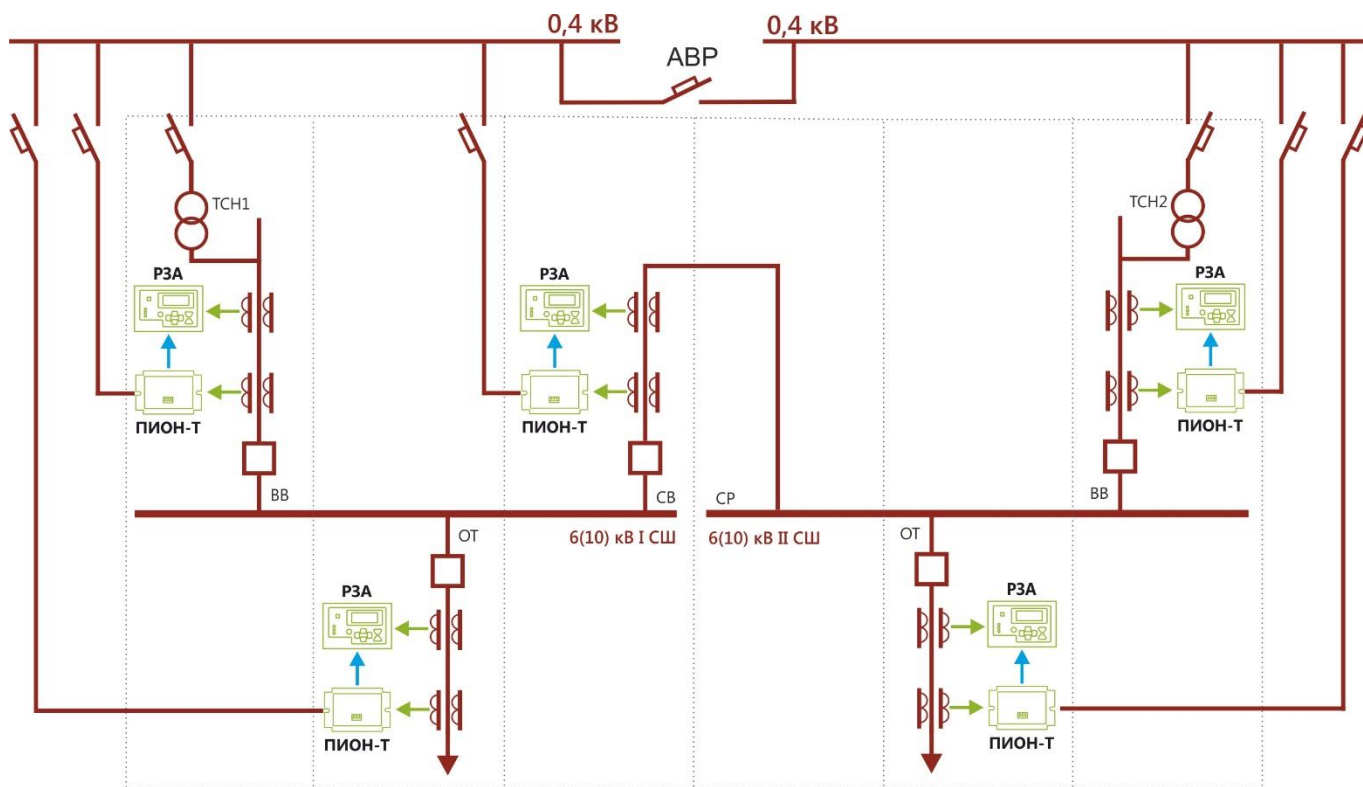 0,4 кВ
0,4 кВ
АВР
ТСН1
ТСН2
РЗА
РЗА
РЗА
ПИОН-Т
ПИОН-Т
ПИОН-Т
ВВ
СВ
СР
ВВ
ОТ
6(10) кВ I СШ
6(10) кВ II СШ
ОТ
РЗА
РЗА
ПИОН-Т
ПИОН-Т